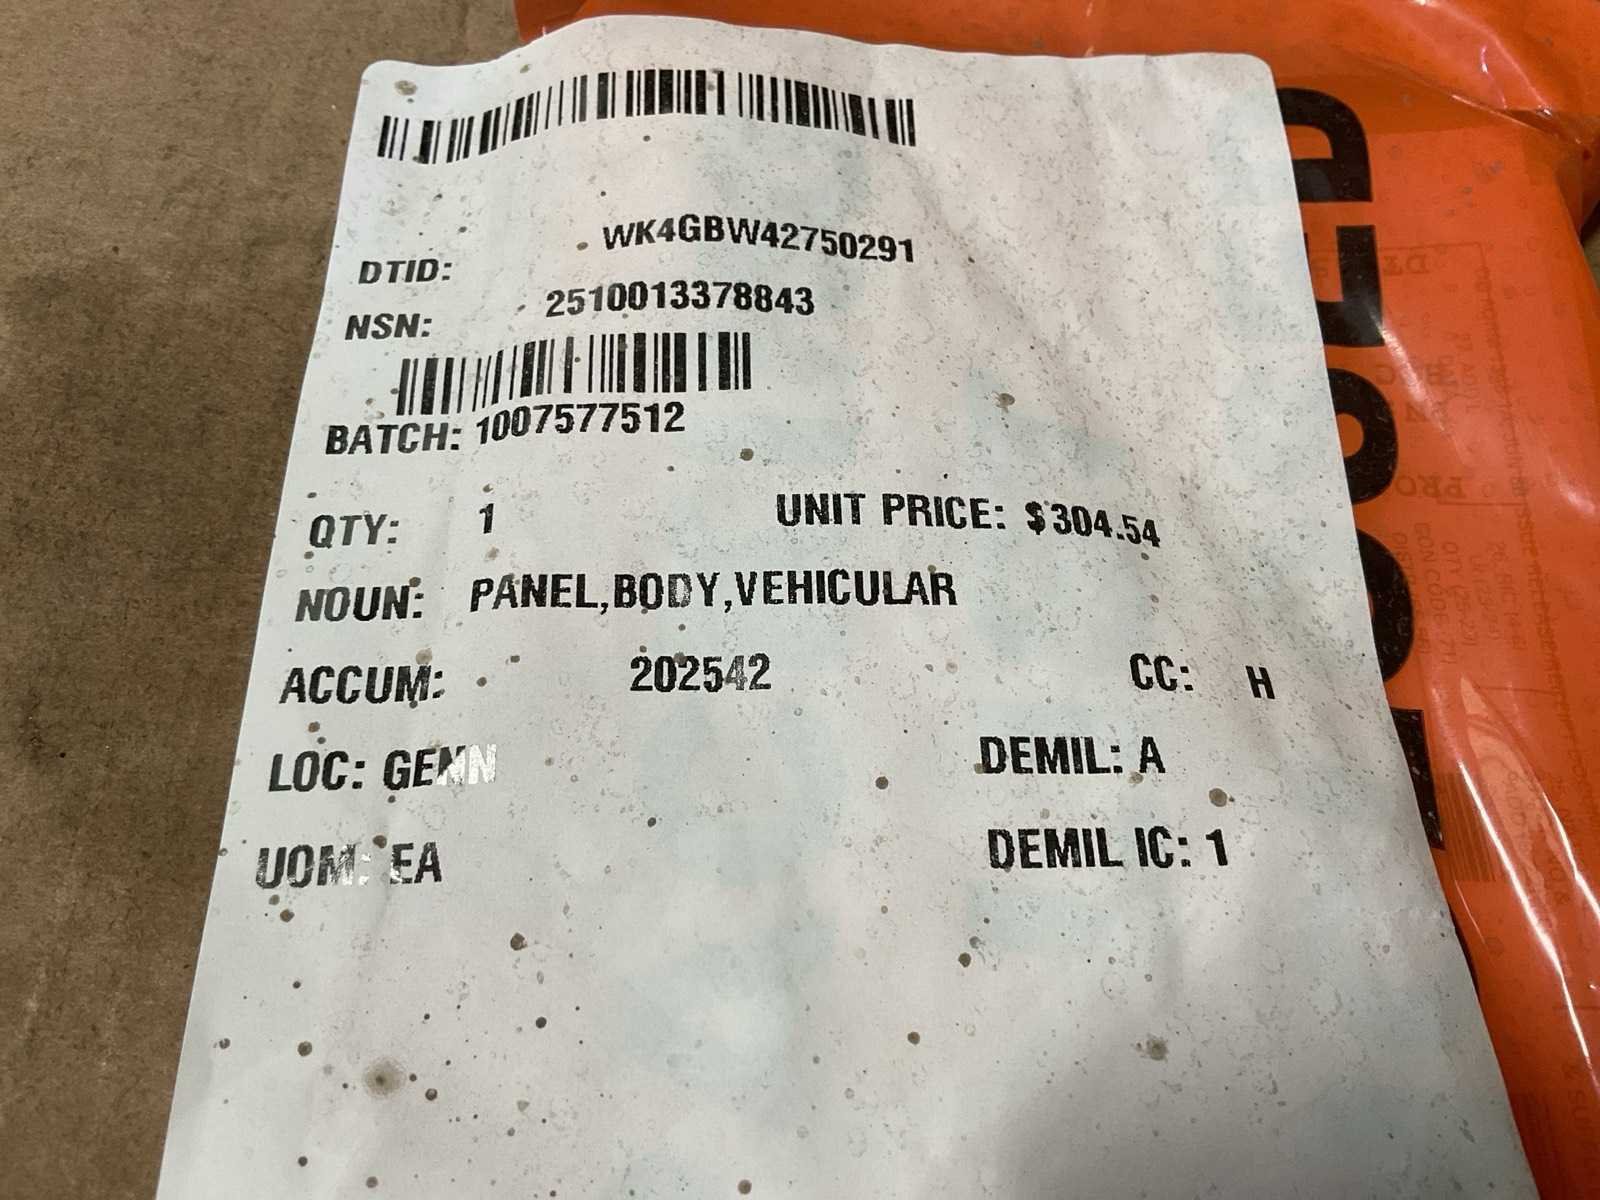 DTID: WK4GBW42750291
NSN: 2510013378843
BATCH: 1007577512
QTY: 1 UNIT PRICE: $304.54
NOUN: PANEL,BODY,VEHICULAR
ACCUM: 202542 CC: H
LOC: GENN DEMIL: A
UOM: EA DEMIL IC: 1